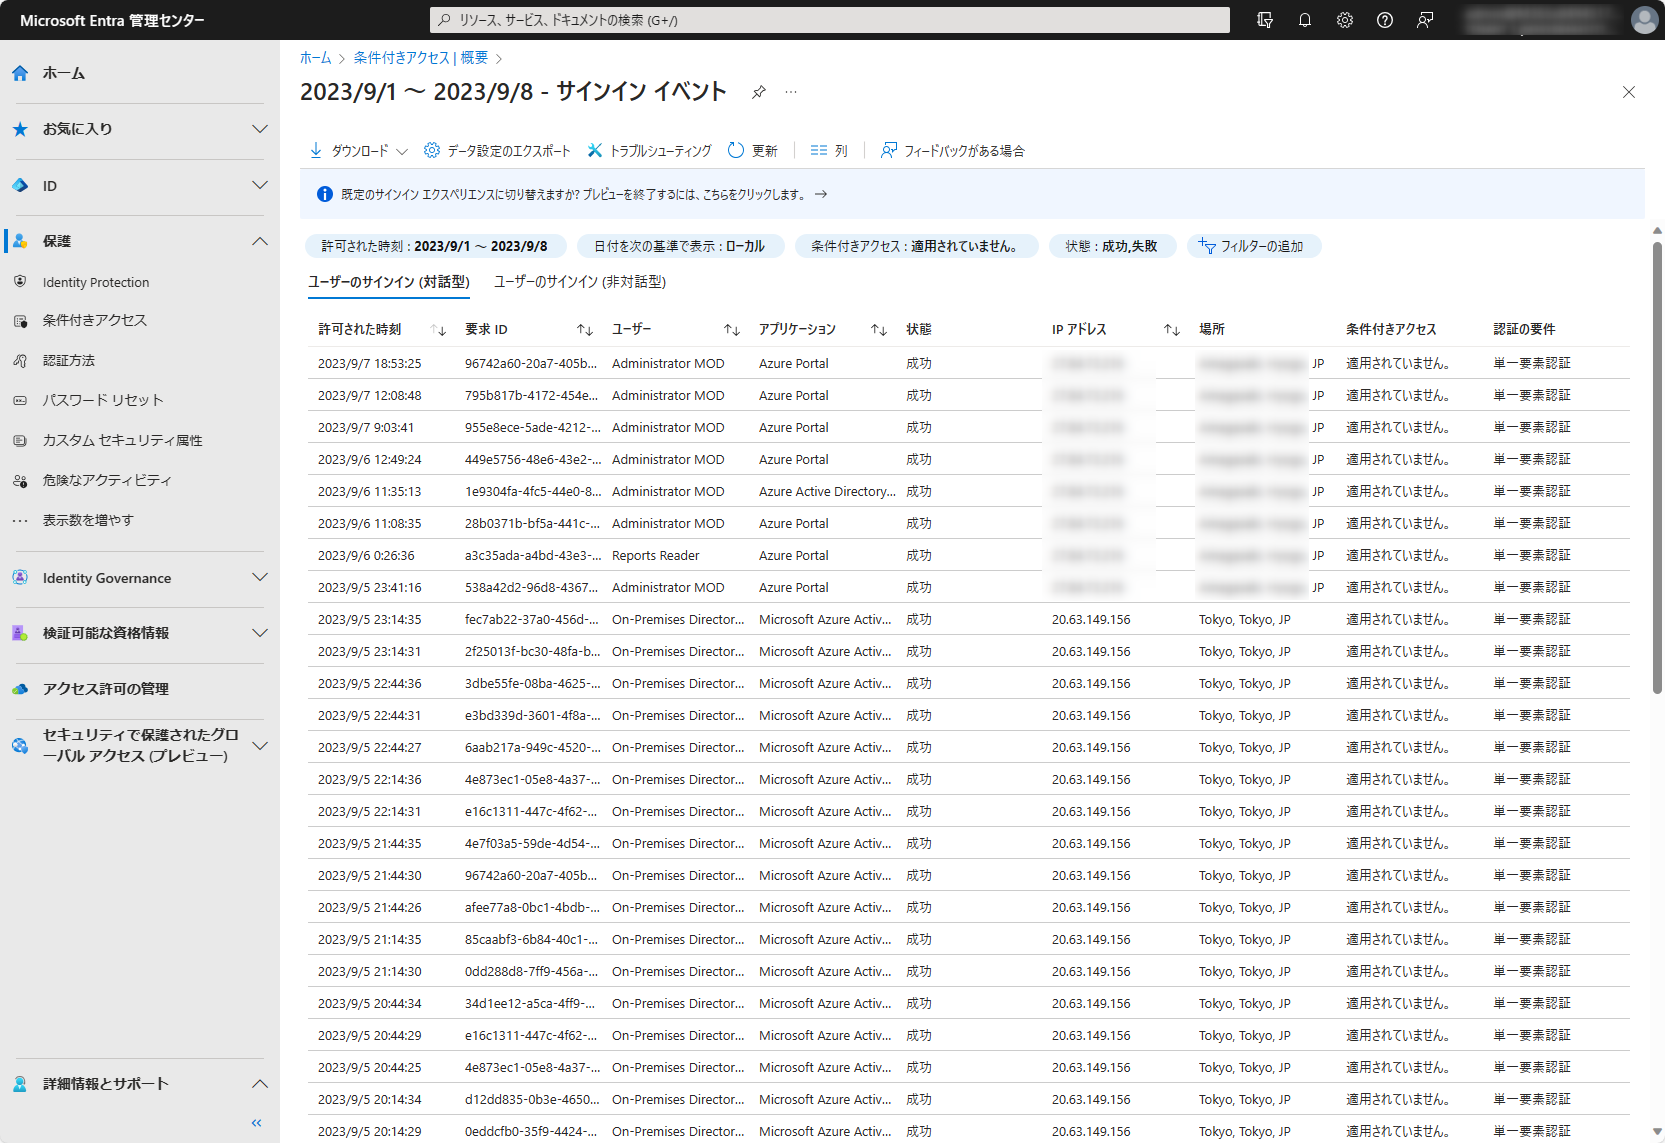 Microsoft Entra 管理センター
リソース、サービス、ドキュメントの検索 (G+/)
ホーム
お気に入り
ID
保護
Identity Protection
条件付きアクセス
認証方法
パスワード リセット
カスタム セキュリティ属性
危険なアクティビティ
表示数を増やす
Identity Governance
検証可能な資格情報
アクセス許可の管理
セキュリティで保護されたグロ
ーバル アクセス (プレビュー)
詳細情報とサポート
«
ホーム > 条件付きアクセス | 概要 >
2023/9/1 ～ 2023/9/8 - サインイン イベント
ダウンロード データ設定のエクスポート トラブルシューティング 更新 列 フィードバックがある場合
既定のサインイン エクスペリエンスに切り替えますか? プレビューを終了するには、こちらをクリックします。 →
許可された時刻 : 2023/9/1 ～ 2023/9/8 日付を次の基準で表示 : ローカル 条件付きアクセス : 適用されていません。 状態 : 成功,失敗 フィルターの追加
ユーザーのサインイン (対話型) ユーザーのサインイン (非対話型)
許可された時刻 ↑↓ 要求 ID ↑↓ ユーザー ↑↓ アプリケーション ↑↓ 状態 IP アドレス ↑↓ 場所 条件付きアクセス 認証の要件
2023/9/7 18:53:25 96742a60-20a7-405b... Administrator MOD Azure Portal 成功 JP 適用されていません。 単一要素認証
2023/9/7 12:08:48 795b817b-4172-454e... Administrator MOD Azure Portal 成功 JP 適用されていません。 単一要素認証
2023/9/7 9:03:41 955e8ece-5ade-4212-... Administrator MOD Azure Portal 成功 JP 適用されていません。 単一要素認証
2023/9/6 12:49:24 449e5756-48e6-43e2-... Administrator MOD Azure Portal 成功 JP 適用されていません。 単一要素認証
2023/9/6 11:35:13 1e9304fa-4fc5-44e0-8... Administrator MOD Azure Active Directory... 成功 JP 適用されていません。 単一要素認証
2023/9/6 11:08:35 28b0371b-bf5a-441c-... Administrator MOD Azure Portal 成功 JP 適用されていません。 単一要素認証
2023/9/6 0:26:36 a3c35ada-a4bd-43e3-... Reports Reader Azure Portal 成功 JP 適用されていません。 単一要素認証
2023/9/5 23:41:16 538a42d2-96d8-4367... Administrator MOD Azure Portal 成功 JP 適用されていません。 単一要素認証
2023/9/5 23:14:35 fec7ab22-37a0-456d-... On-Premises Director... Microsoft Azure Activ... 成功 20.63.149.156 Tokyo, Tokyo, JP 適用されていません。 単一要素認証
2023/9/5 23:14:31 2f25013f-bc30-48fa-b... On-Premises Director... Microsoft Azure Activ... 成功 20.63.149.156 Tokyo, Tokyo, JP 適用されていません。 単一要素認証
2023/9/5 22:44:36 3dbe55fe-08ba-4625-... On-Premises Director... Microsoft Azure Activ... 成功 20.63.149.156 Tokyo, Tokyo, JP 適用されていません。 単一要素認証
2023/9/5 22:44:31 e3bd339d-3601-4f8a-... On-Premises Director... Microsoft Azure Activ... 成功 20.63.149.156 Tokyo, Tokyo, JP 適用されていません。 単一要素認証
2023/9/5 22:44:27 6aab217a-949c-4520-... On-Premises Director... Microsoft Azure Activ... 成功 20.63.149.156 Tokyo, Tokyo, JP 適用されていません。 単一要素認証
2023/9/5 22:14:36 4e873ec1-05e8-4a37-... On-Premises Director... Microsoft Azure Activ... 成功 20.63.149.156 Tokyo, Tokyo, JP 適用されていません。 単一要素認証
2023/9/5 22:14:31 e16c1311-447c-4f62-... On-Premises Director... Microsoft Azure Activ... 成功 20.63.149.156 Tokyo, Tokyo, JP 適用されていません。 単一要素認証
2023/9/5 21:44:35 4e7f03a5-59de-4d54-... On-Premises Director... Microsoft Azure Activ... 成功 20.63.149.156 Tokyo, Tokyo, JP 適用されていません。 単一要素認証
2023/9/5 21:44:30 96742a60-20a7-405b... On-Premises Director... Microsoft Azure Activ... 成功 20.63.149.156 Tokyo, Tokyo, JP 適用されていません。 単一要素認証
2023/9/5 21:44:26 afee77a8-0bc1-4bdb-... On-Premises Director... Microsoft Azure Activ... 成功 20.63.149.156 Tokyo, Tokyo, JP 適用されていません。 単一要素認証
2023/9/5 21:14:35 85caabf3-6b84-40c1-... On-Premises Director... Microsoft Azure Activ... 成功 20.63.149.156 Tokyo, Tokyo, JP 適用されていません。 単一要素認証
2023/9/5 21:14:30 0dd288d8-7ff9-456a-... On-Premises Director... Microsoft Azure Activ... 成功 20.63.149.156 Tokyo, Tokyo, JP 適用されていません。 単一要素認証
2023/9/5 20:44:34 34d1ee12-a5ca-4ff9-... On-Premises Director... Microsoft Azure Activ... 成功 20.63.149.156 Tokyo, Tokyo, JP 適用されていません。 単一要素認証
2023/9/5 20:44:29 e16c1311-447c-4f62-... On-Premises Director... Microsoft Azure Activ... 成功 20.63.149.156 Tokyo, Tokyo, JP 適用されていません。 単一要素認証
2023/9/5 20:44:25 4e873ec1-05e8-4a37-... On-Premises Director... Microsoft Azure Activ... 成功 20.63.149.156 Tokyo, Tokyo, JP 適用されていません。 単一要素認証
2023/9/5 20:14:34 d12dd835-0b3e-4650... On-Premises Director... Microsoft Azure Activ... 成功 20.63.149.156 Tokyo, Tokyo, JP 適用されていません。 単一要素認証
2023/9/5 20:14:29 0eddcfb0-35f9-4424-... On-Premises Director... Microsoft Azure Activ... 成功 20.63.149.156 Tokyo, Tokyo, JP 適用されていません。 単一要素認証